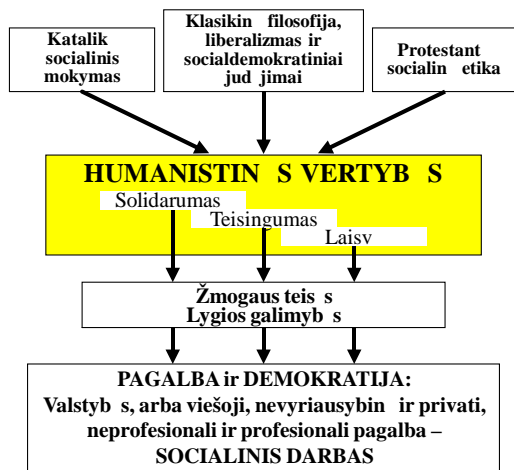 Katalik
socialinis
mokymas
Klasikin filosofija,
liberalizmas ir
socialdemokratiniai
jud jimai
Protestant
socialin etika
HUMANISTIN S VERTYB S
Solidarumas
Teisingumas
Laisv
Žmogaus teis s
Lygios galimyb s
PAGALBA ir DEMOKRATIJA:
Valstyb s, arba viešoji, nevyriausybin ir privati,
neprofesionali ir profesionali pagalba –
SOCIALINIS DARBAS